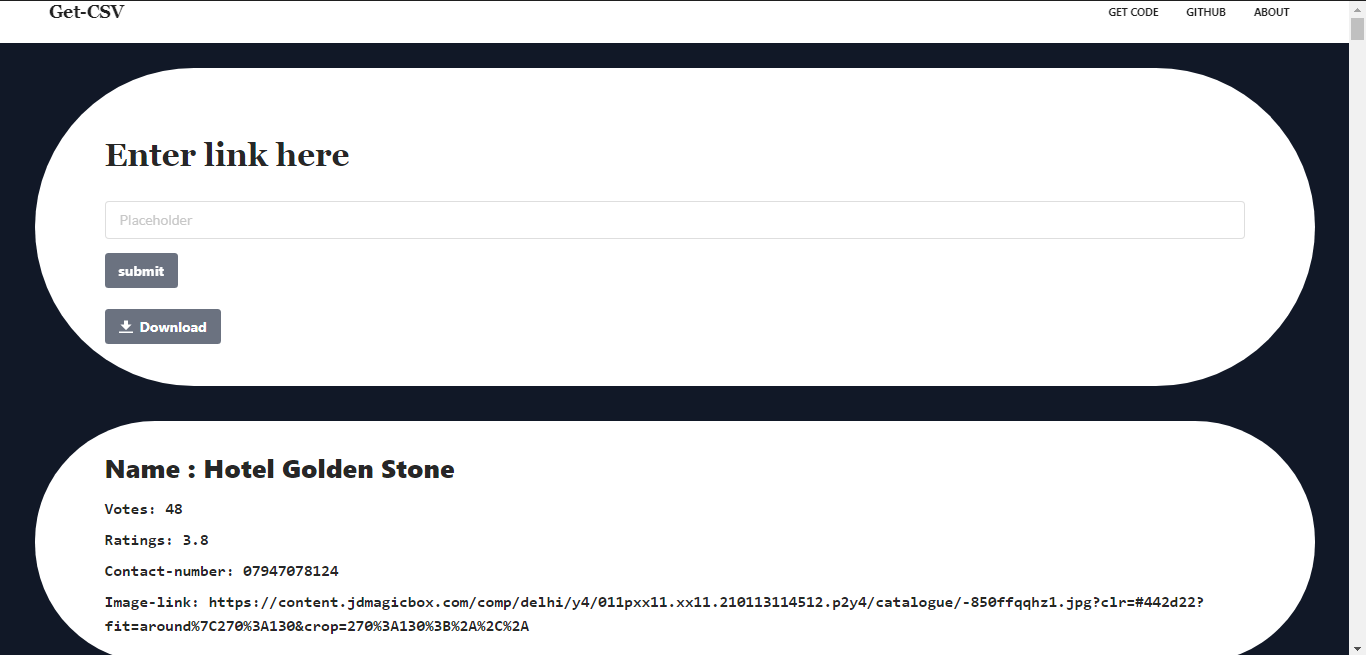 Get-CSV
GET CODE GITHUB ABOUT
Enter link here
Placeholder
submit
Download
Name : Hotel Golden Stone
Votes: 48
Ratings: 3.8
Contact-number: 07947078124
Image-link: https://content.jdmagicbox.com/comp/delhi/y4/011pxx11.xx11.210113114512.p2y4/catalogue/-850ffqqhz1.jpg?clr=#442d22?
fit=around%7C270%3A130&crop=270%3A130%3B%2A%2C%2A